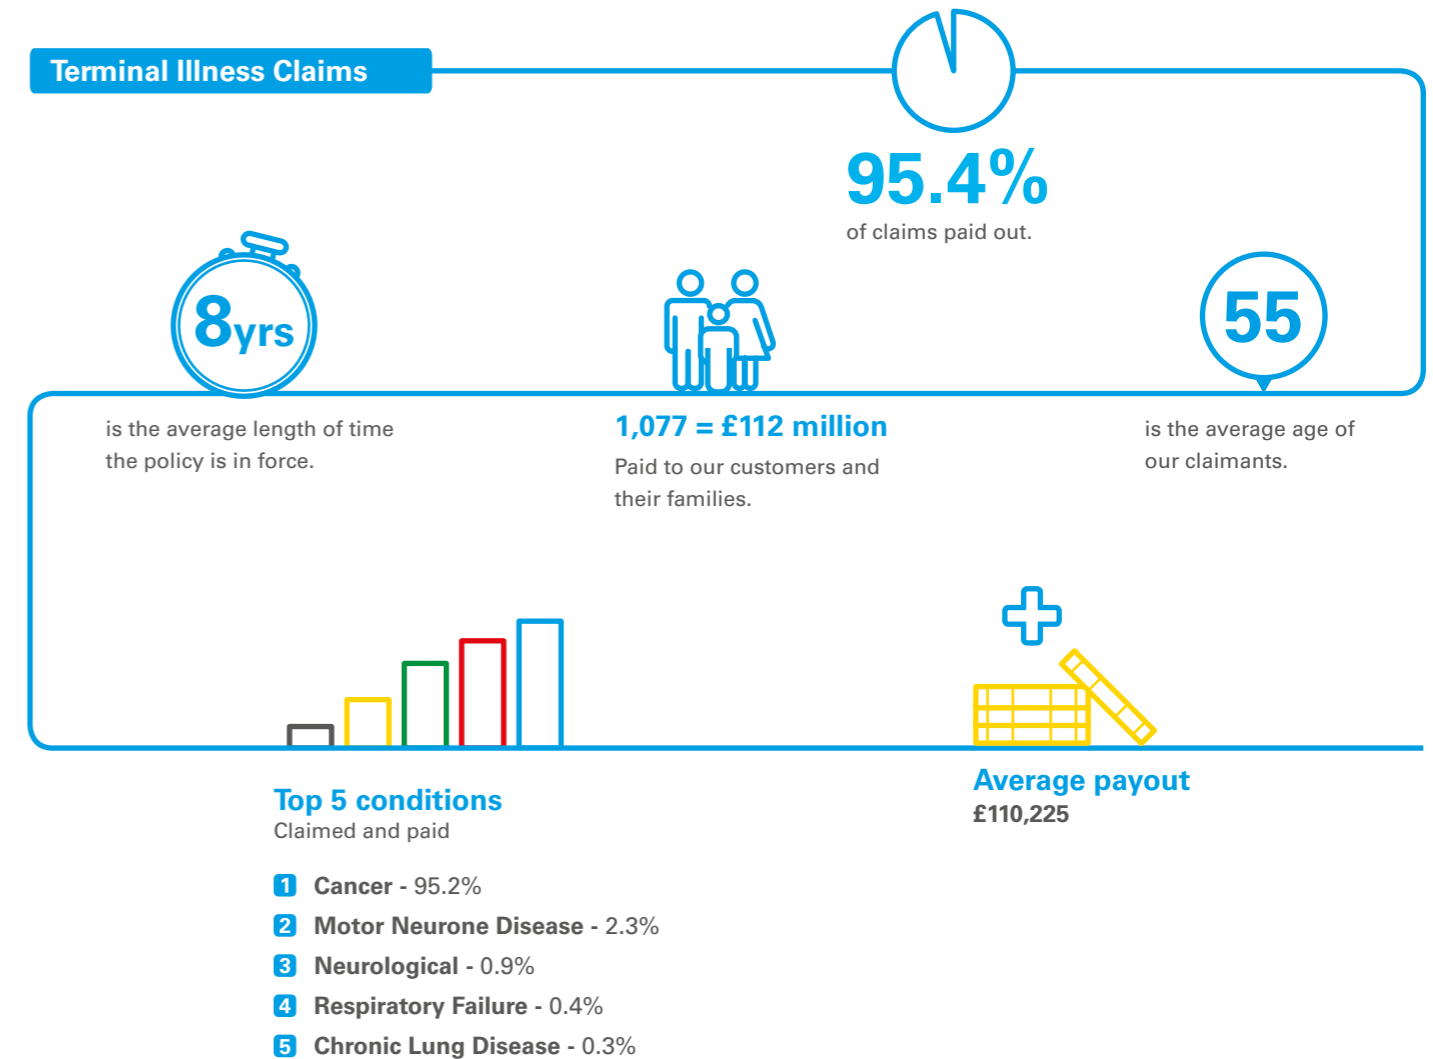 Terminal Illness Claims
95.4%
of claims paid out.
8yrs
is the average length of time
the policy is in force.
1,077 = £112 million
Paid to our customers and
their families.
55
is the average age of
our claimants.
Top 5 conditions
Claimed and paid
1 Cancer - 95.2%
2 Motor Neurone Disease - 2.3%
3 Neurological - 0.9%
4 Respiratory Failure - 0.4%
5 Chronic Lung Disease - 0.3%
Average payout
£110,225